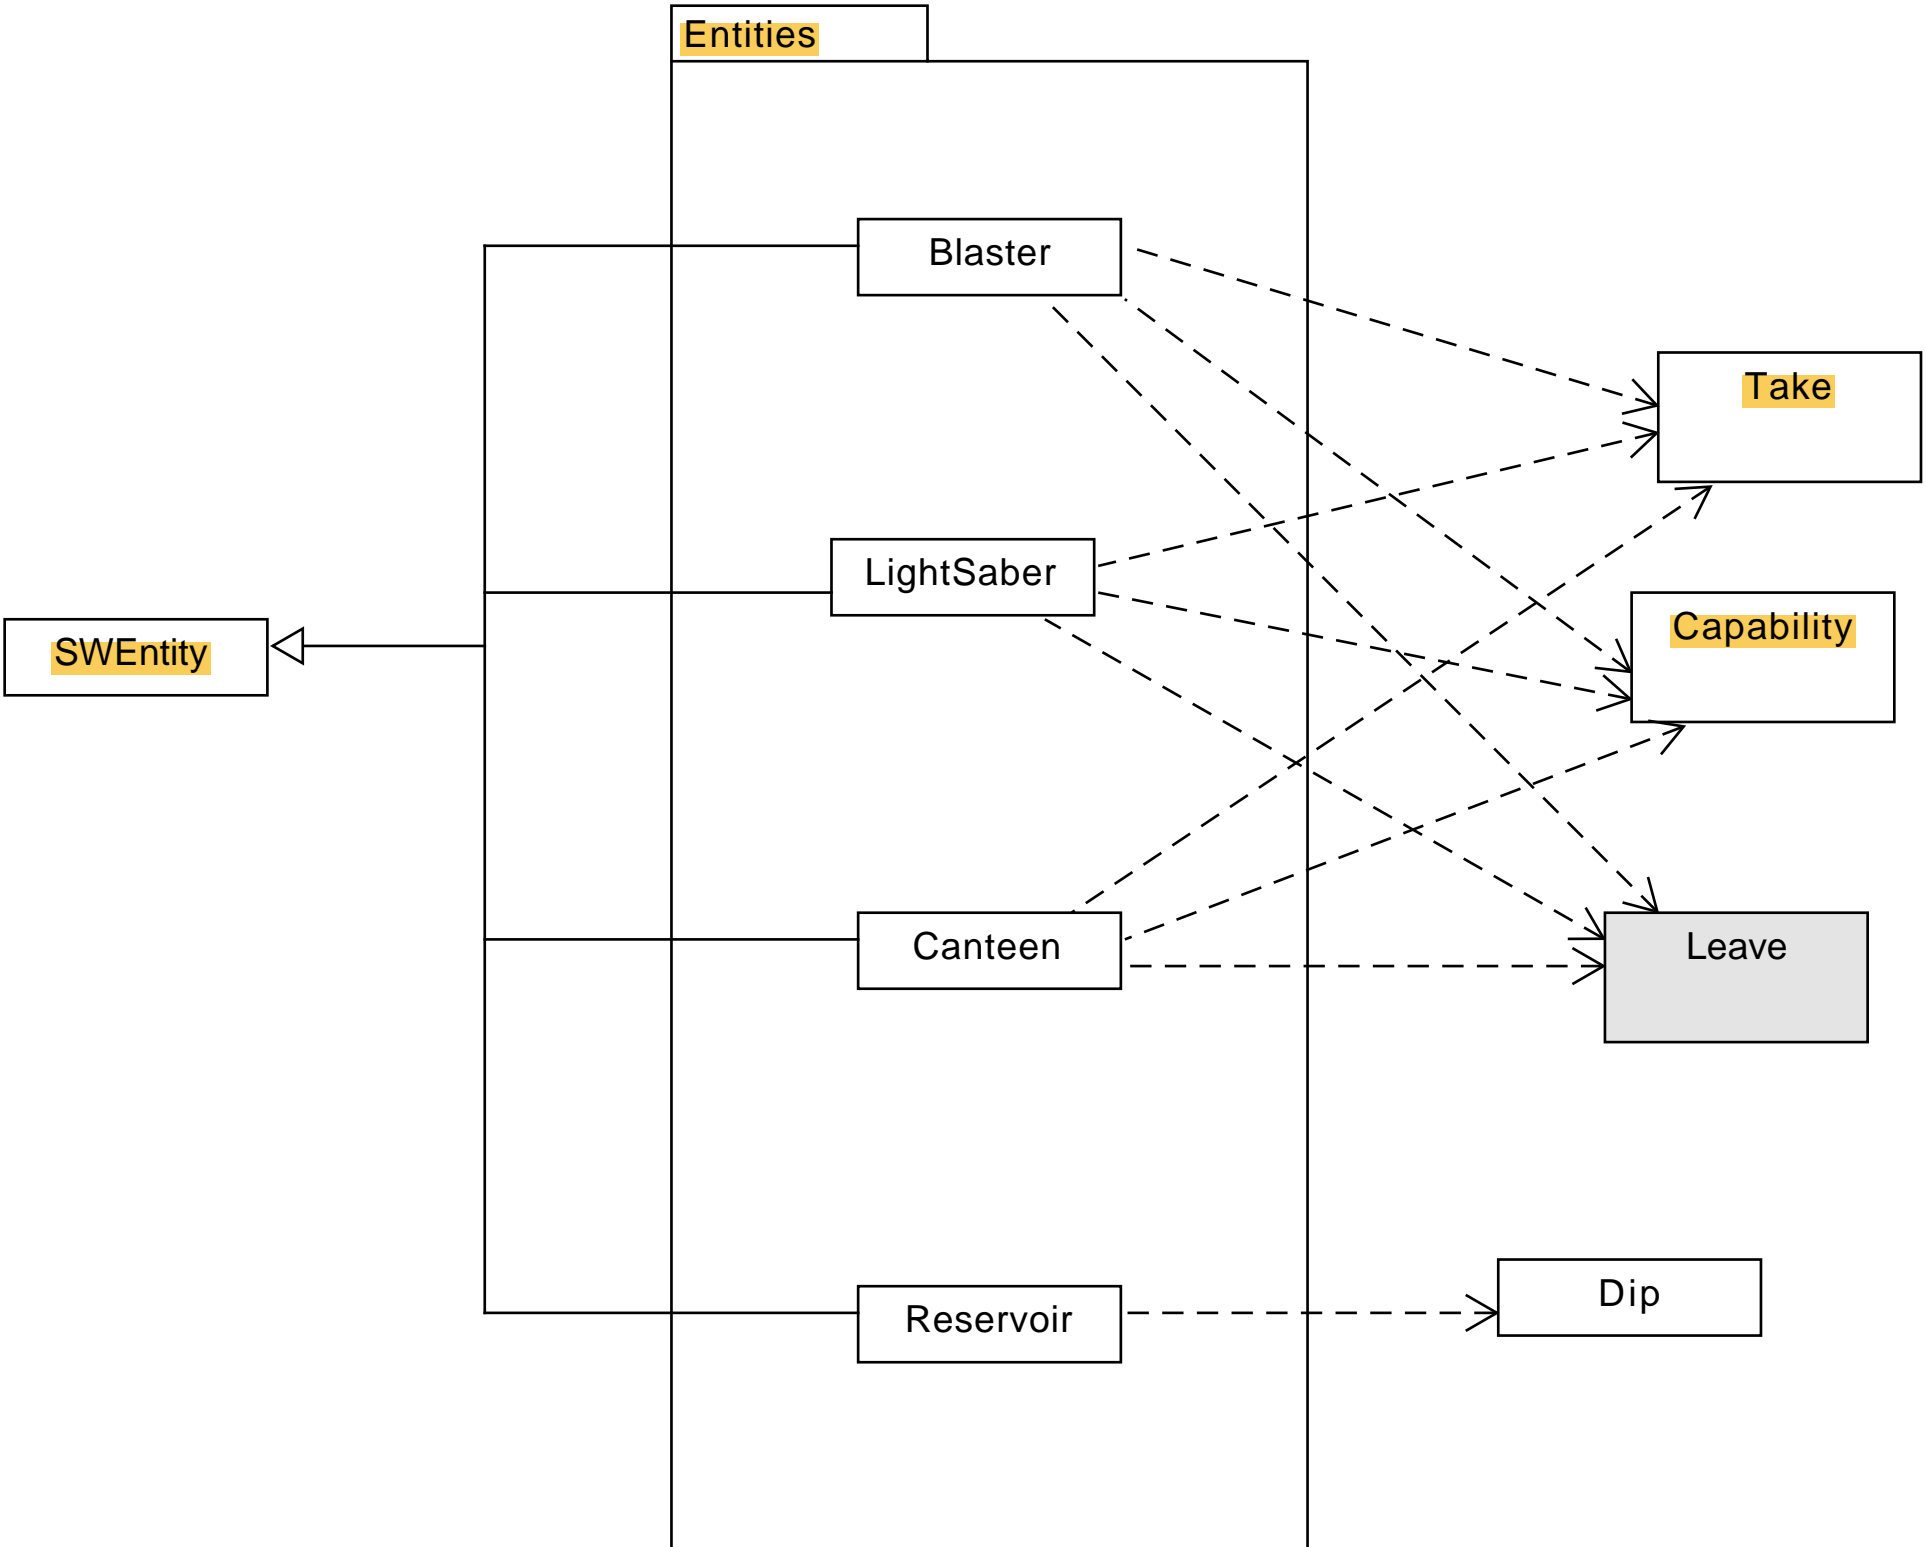 Entities
Blaster
Take
LightSaber
Capability
SWEntity
Canteen
Leave
Dip
Reservoir